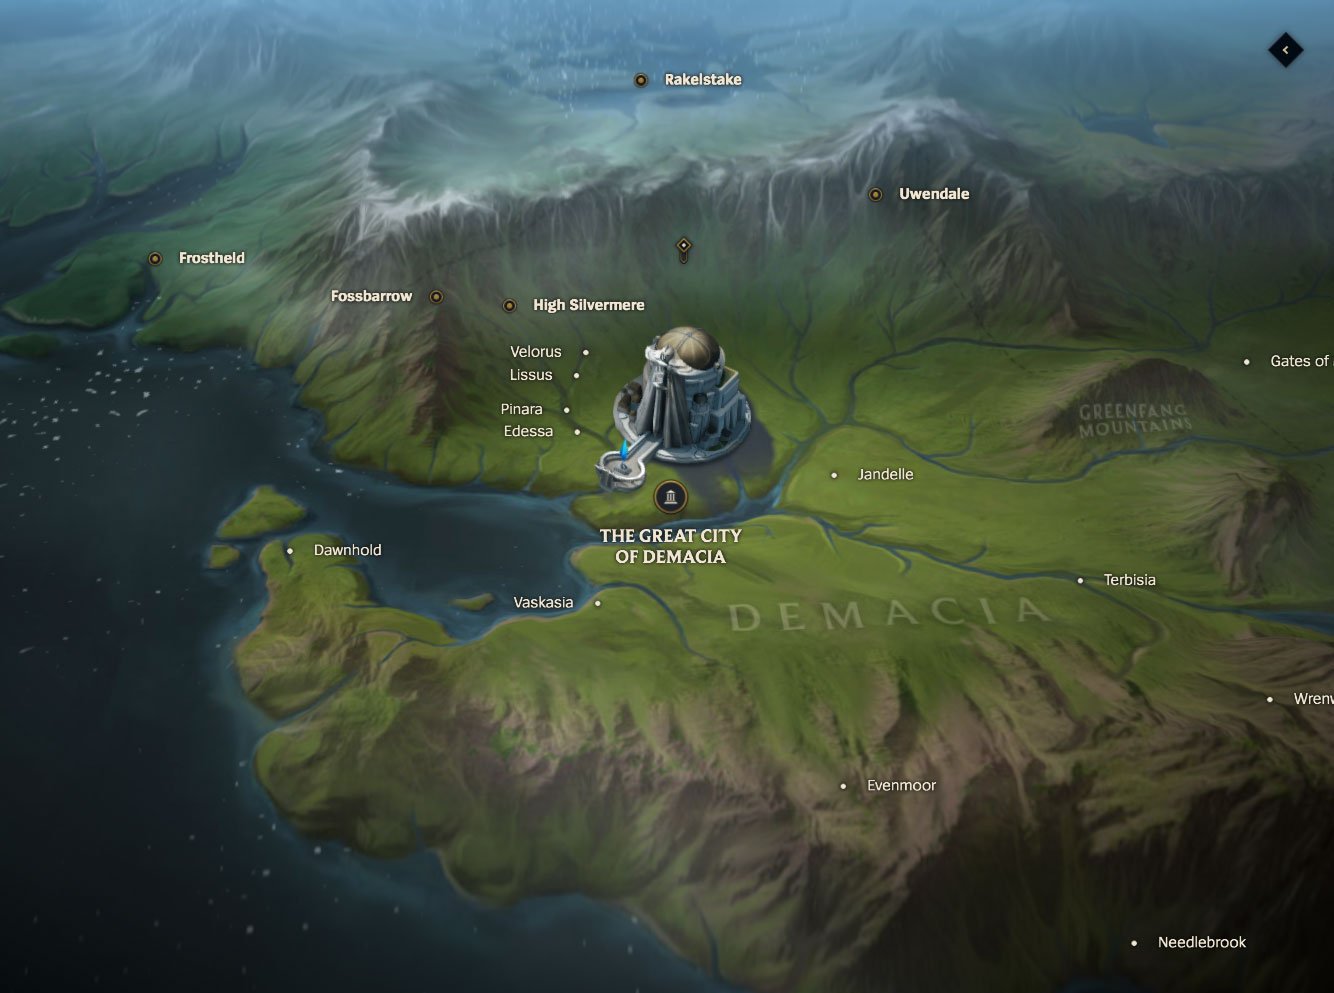 Rakelstake
Uwendale
Frostheld
Fossbarrow
High Silvermere
Velorus
Lissus
Gates of
Pinara
Edessa
GREENFANG
MOUNTAINS
Jandelle
THE GREAT CITY
OF DEMACIA
Dawnhold
Terbisia
Vaskasia
DEMACIA
Wrenw
Evenmoor
Needlebrook